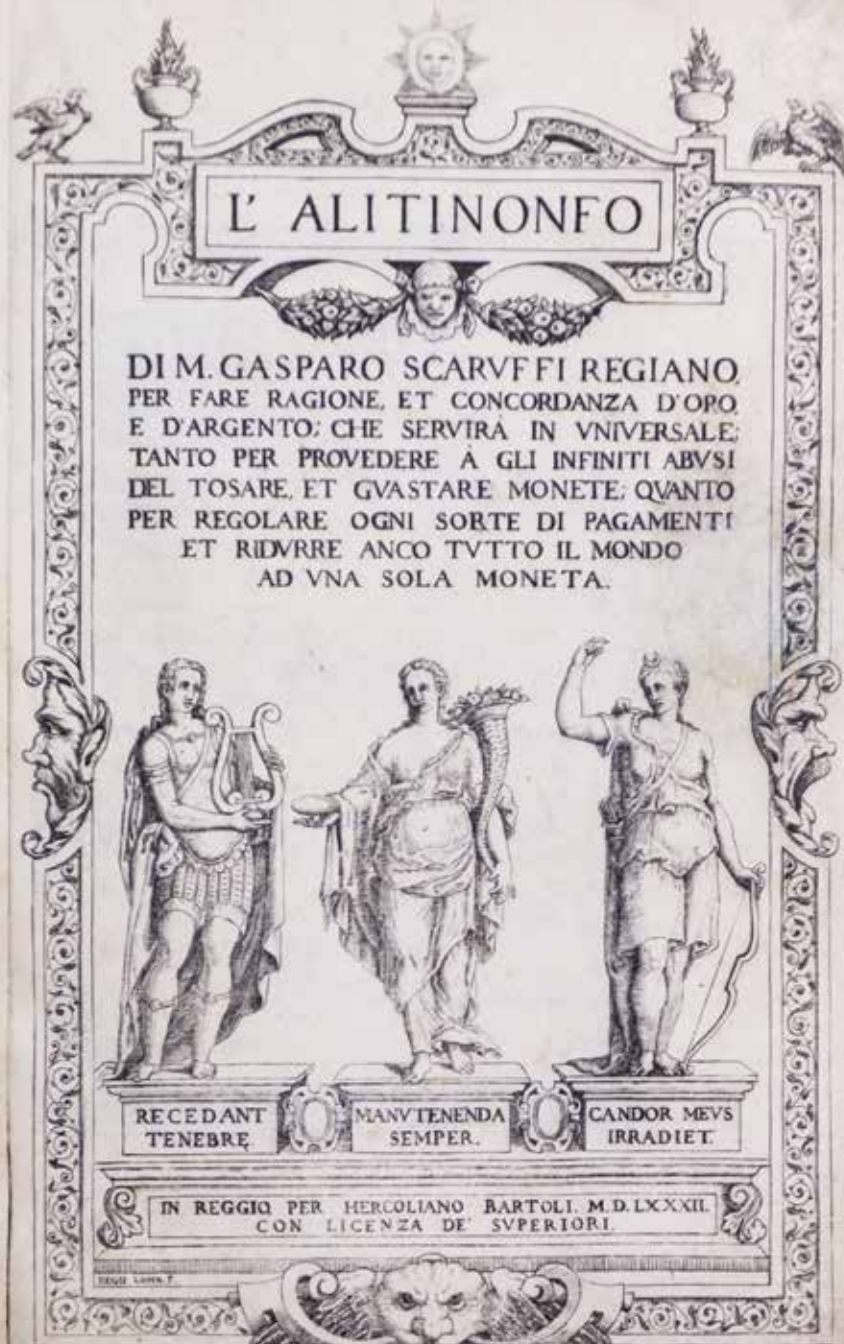 L' ALITINONFO
DI M. GASPARO SCARVFFI REGIANO,
PER FARE RAGIONE, ET CONCORDANZA D'ORO,
E D'ARGENTO; CHE SERVIRÀ IN VNIVERSALE;
TANTO PER PROVEDERE À GLI INFINITI ABVSI
DEL TOSARE, ET GVASTARE MONETE; QVANTO
PER REGOLARE OGNI SORTE DI PAGAMENTI
ET RIDVRRE ANCO TVTTO IL MONDO
AD VNA SOLA MONETA.
RECEDANT
TENEBRĘ.
MANVTENENDA
SEMPER.
CANDOR MEVS
IRRADIET.
IN REGGIO, PER HERCOLIANO BARTOLI. M. D. LXXXII.
CON LICENZA DE' SVPERIORI.